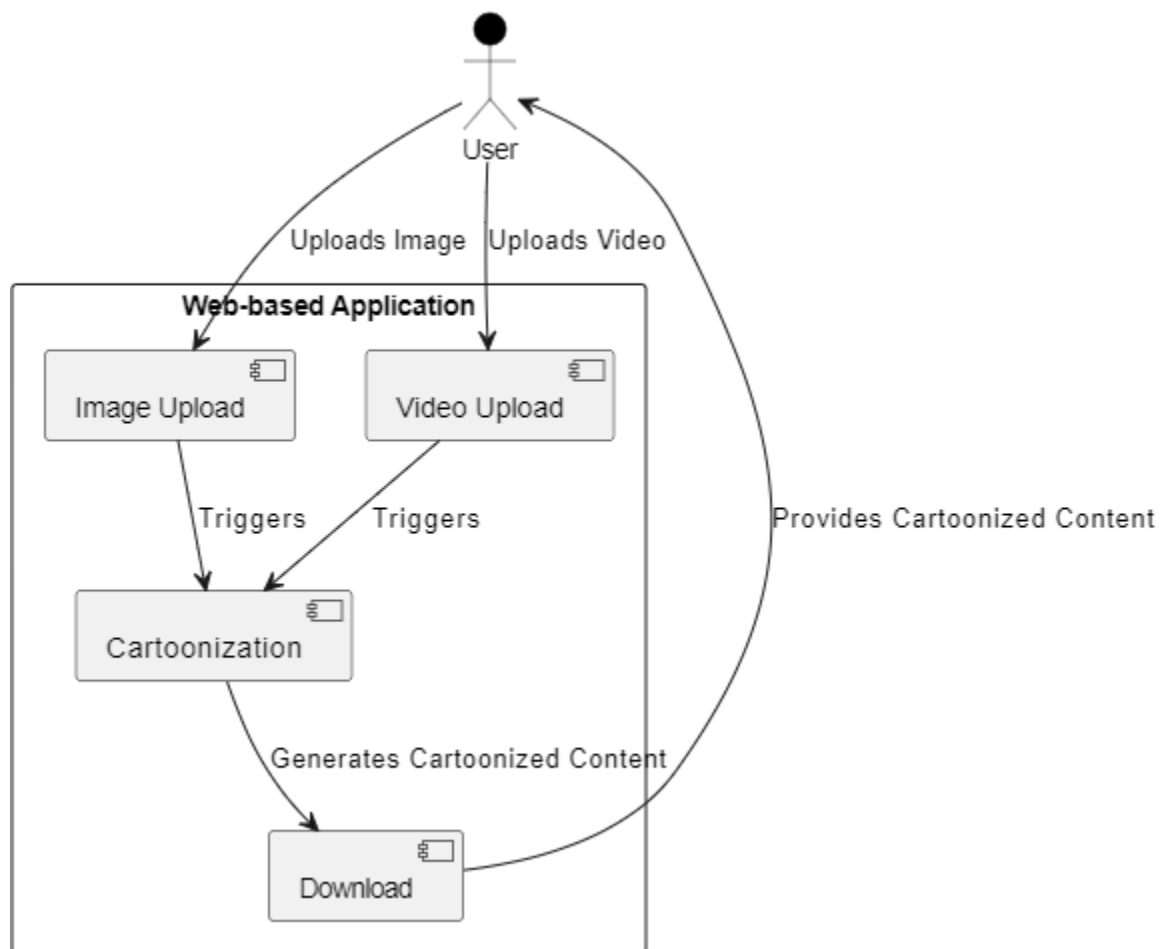 User
Uploads Image
Uploads Video
Web-based Application
Image Upload
Video Upload
Triggers
Triggers
Provides Cartoonized Content
Cartoonization
Generates Cartoonized Content
Download